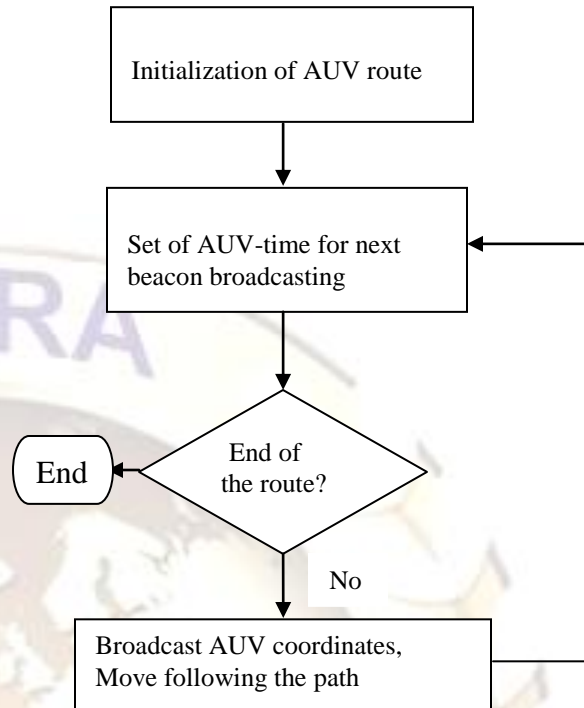 Initialization of AUV route
Set of AUV-time for next
beacon broadcasting
RA
End of
the route?
End
No
Broadcast AUV coordinates,
Move following the path